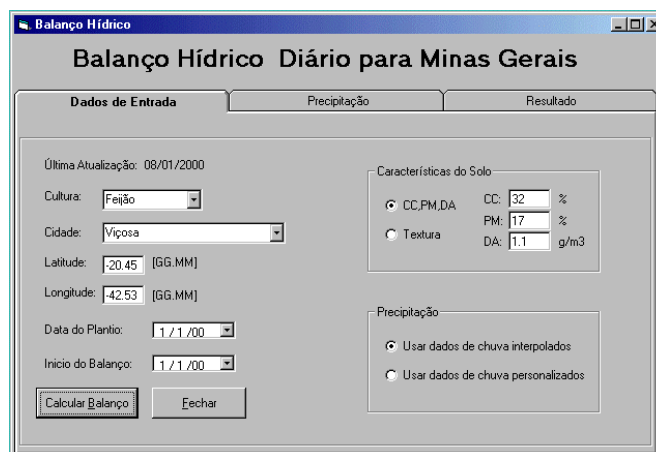 Balanço Hídrico
Balanço Hídrico Diário para Minas Gerais
Dados de Entrada
Precipitação
Resultado
Última Atualização: 08/01/2000
Cultura: Feijão
Cidade: Viçosa
Latitude: -20.45 [GG.MM]
Longitude: -42.53 [GG.MM]
Data do Plantio: 1 / 1 /00
Inicio do Balanço: 1 / 1 /00
Calcular Balanço
Fechar
Características do Solo
CC,PM,DA
Textura
CC: 32 %
PM: 17 %
DA: 1.1 g/m3
Precipitação
Usar dados de chuva interpolados
Usar dados de chuva personalizados